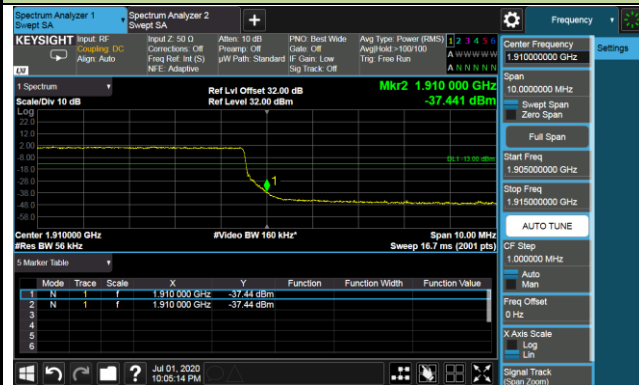 Spectrum Analyzer 1
Swept SA
Spectrum Analyzer 2
Swept SA
+
Frequency
KEYSIGHT
Input: RF
Coupling: DC
Align: Auto
LXI
Input Z: 50 Ω
Corrections: Off
Freq Ref: Int (S)
NFE: Adaptive
Atten: 10 dB
Preamp: Off
µW Path: Standard
PNO: Best Wide
Gate: Off
IF Gain: Low
Sig Track: Off
Avg Type: Power (RMS)
Avg|Hold:>100/100
Trig: Free Run
1 2 3 4 5 6
A W W W W W
A N N N N N
1 Spectrum
Scale/Div 10 dB
Ref Lvl Offset 32.00 dB
Ref Level 32.00 dBm
Mkr2 1.910 000 GHz
-37.441 dBm
Log
22.0
12.0
2.00
-8.00
-18.0
-28.0
-38.0
-48.0
-58.0
DL1 -13.00 dBm
1
Center 1.910000 GHz
#Res BW 56 kHz
#Video BW 160 kHz*
Span 10.00 MHz
Sweep 16.7 ms (2001 pts)
5 Marker Table
Mode Trace Scale X Y Function Function Width Function Value
1 N 1 f 1.910 000 GHz -37.44 dBm
2 N 1 f 1.910 000 GHz -37.44 dBm
3
4
5
6
Jul 01, 2020
10:05:14 PM
Center Frequency
1.910000000 GHz
Settings
Span
10.0000000 MHz
Swept Span
Zero Span
Full Span
Start Freq
1.905000000 GHz
Stop Freq
1.915000000 GHz
AUTO TUNE
CF Step
1.000000 MHz
Auto
Man
Freq Offset
0 Hz
X Axis Scale
Log
Lin
Signal Track
(Span Zoom)